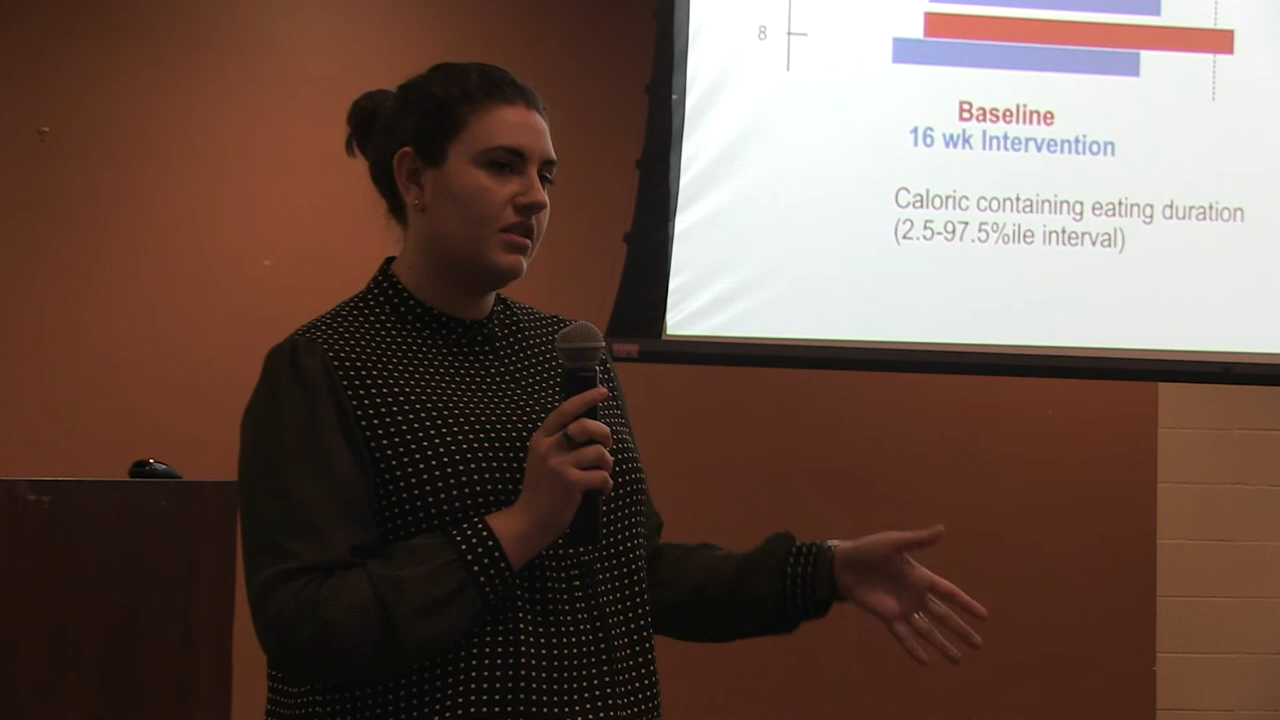 8
Baseline
16 wk Intervention
Caloric containing eating duration
(2.5-97.5%ile interval)